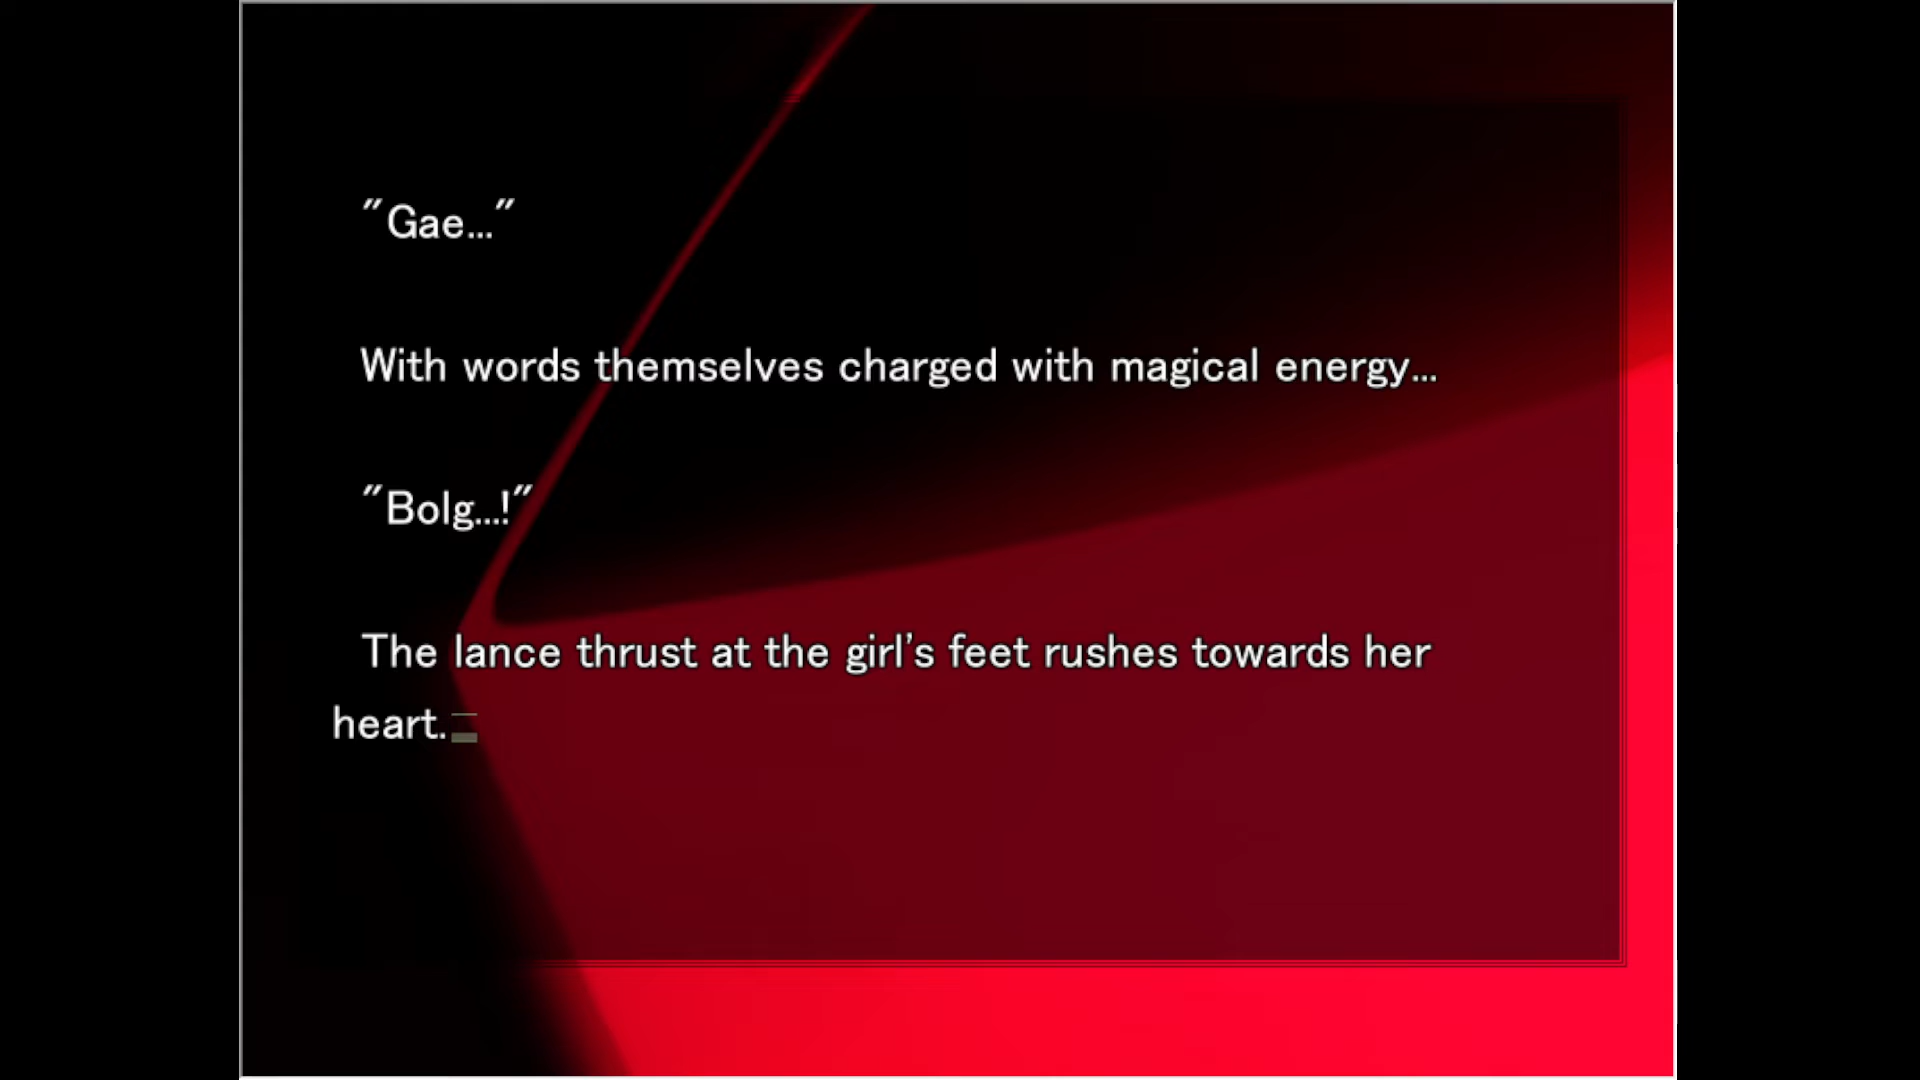 "Gae..."
With words themselves charged with magical energy...
"Bolg...!"
The lance thrust at the girl's feet rushes towards her
heart.